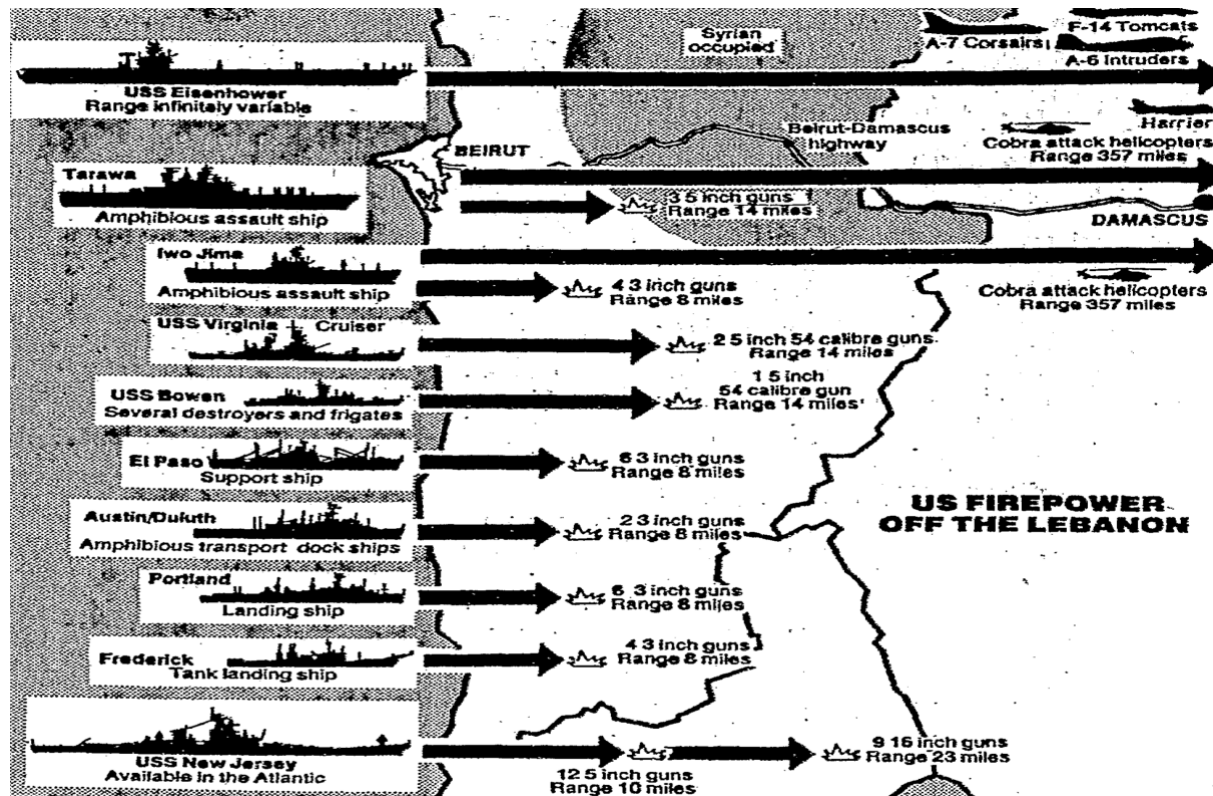 Syrian
occupied
A-7 Corsairs
F-14 Tomcats
A-6 Intruders
USS Eisenhower
Range infinitely variable
Harrier
Beirut-Damascus
highway
Cobra attack helicopters
Range 357 miles
BEIRUT
Tarawa
Amphibious assault ship
3 5 inch guns
Range 14 miles
DAMASCUS
Iwo Jima
Amphibious assault ship
4 3 inch guns
Range 8 miles
Cobra attack helicopters
Range 357 miles
USS Virginia Cruiser
2 5 inch 54 calibre guns
Range 14 miles
USS Bowen
Several destroyers and frigates
1 5 inch
54 calibre gun
Range 14 miles
El Paso
Support ship
6 3 inch guns
Range 8 miles
US FIREPOWER
OFF THE LEBANON
Austin/Duluth
Amphibious transport dock ships
2 3 inch guns
Range 8 miles
Portland
Landing ship
6 3 inch guns
Range 8 miles
Frederick
Tank landing ship
4 3 inch guns
Range 8 miles
USS New Jersey
Available in the Atlantic
12 5 inch guns
Range 10 miles
9 16 inch guns
Range 23 miles